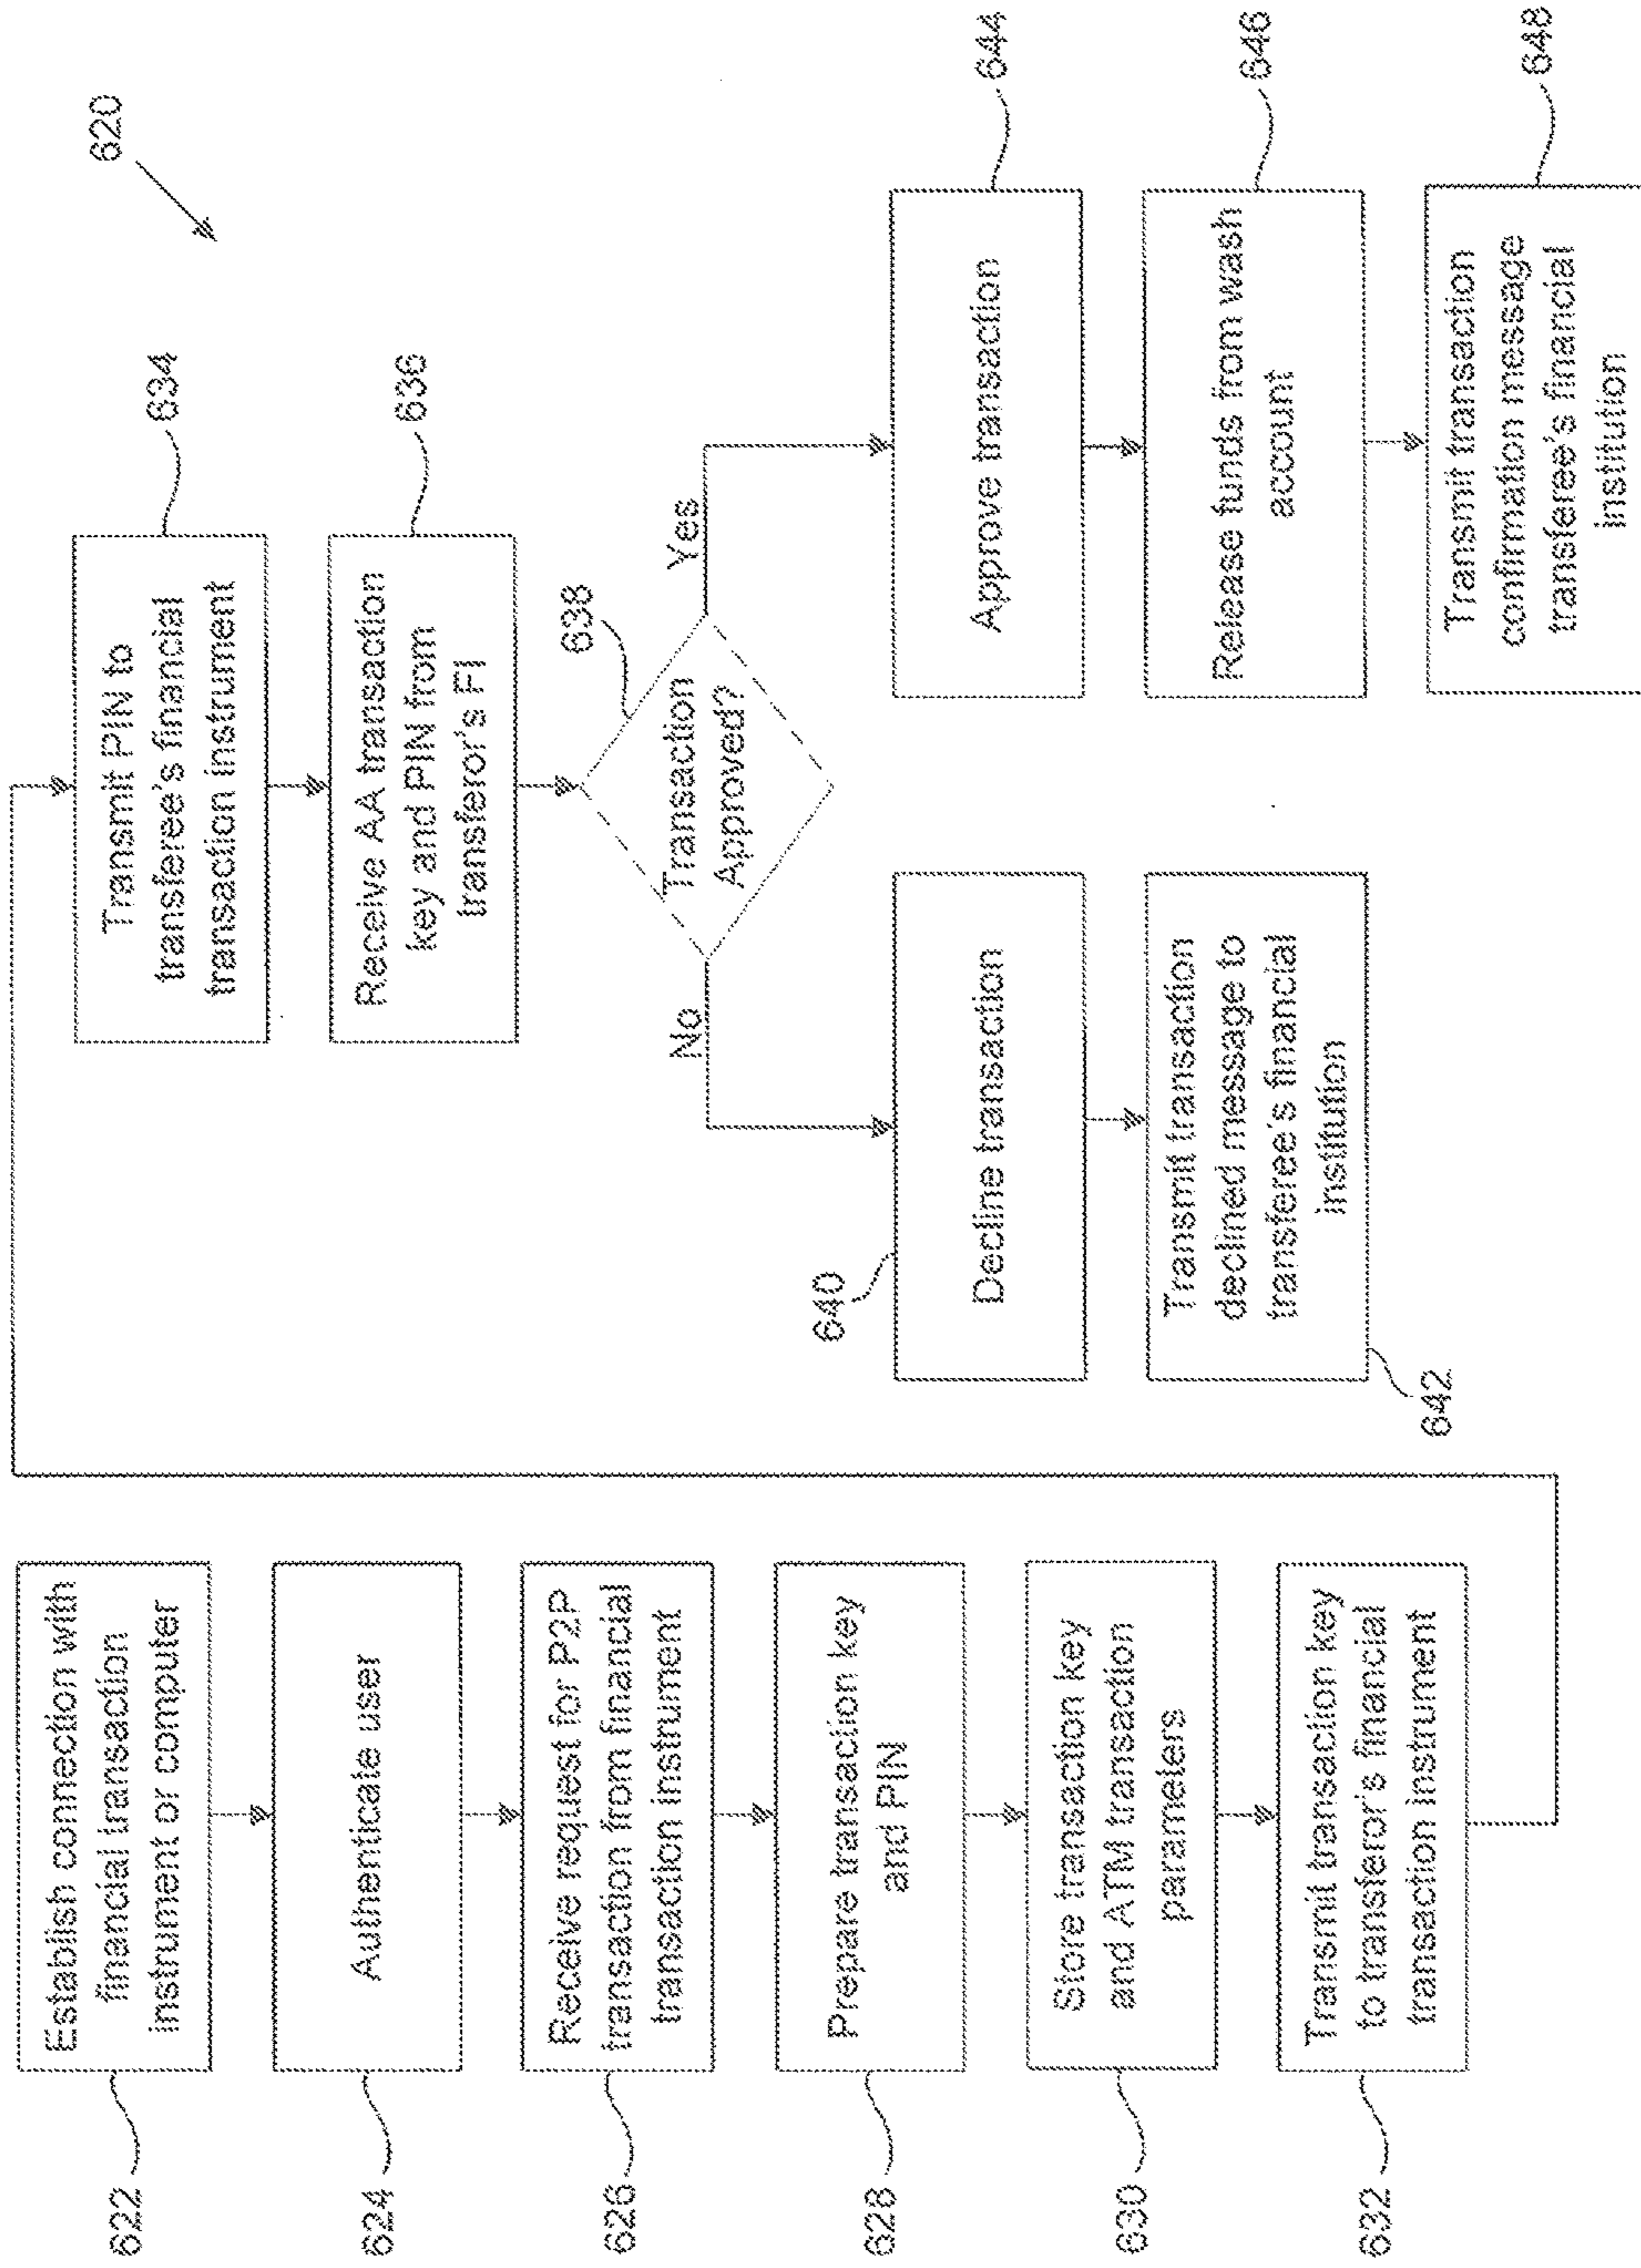 620
622
Establish connection with
financial transaction
instrument or computer
624
Authenticate user
626
Receive request for P2P
transaction from financial
transaction instrument
628
Prepare transaction key
and PIN
630
Store transaction key
and ATM transaction
parameters
632
Transmit transaction key
to transferor's financial
transaction instrument
634
Transmit PIN to
transferee's financial
transaction instrument
636
Receive AA transaction
key and PIN from
transferor's FI
638
Transaction
Approved?
No
Yes
640
Decline transaction
642
Transmit transaction
declined message to
transferee's financial
institution
644
Approve transaction
646
Release funds from wash
account
648
Transmit transaction
confirmation message
transferee's financial
institution